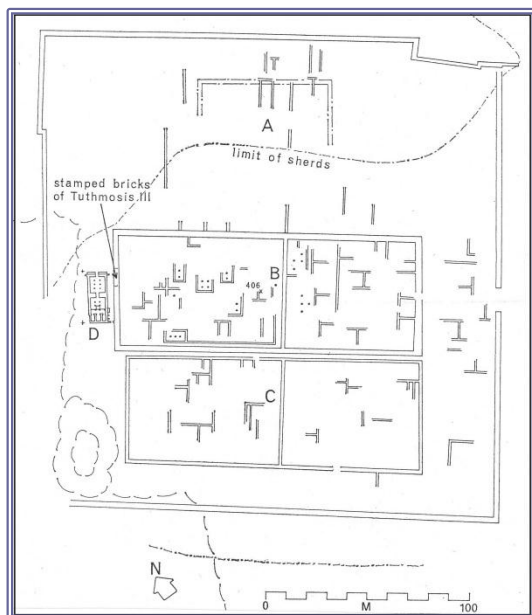 A
limit of sherds
stamped bricks
of Tuthmosis III
B
406
D
C
N
0 M 100